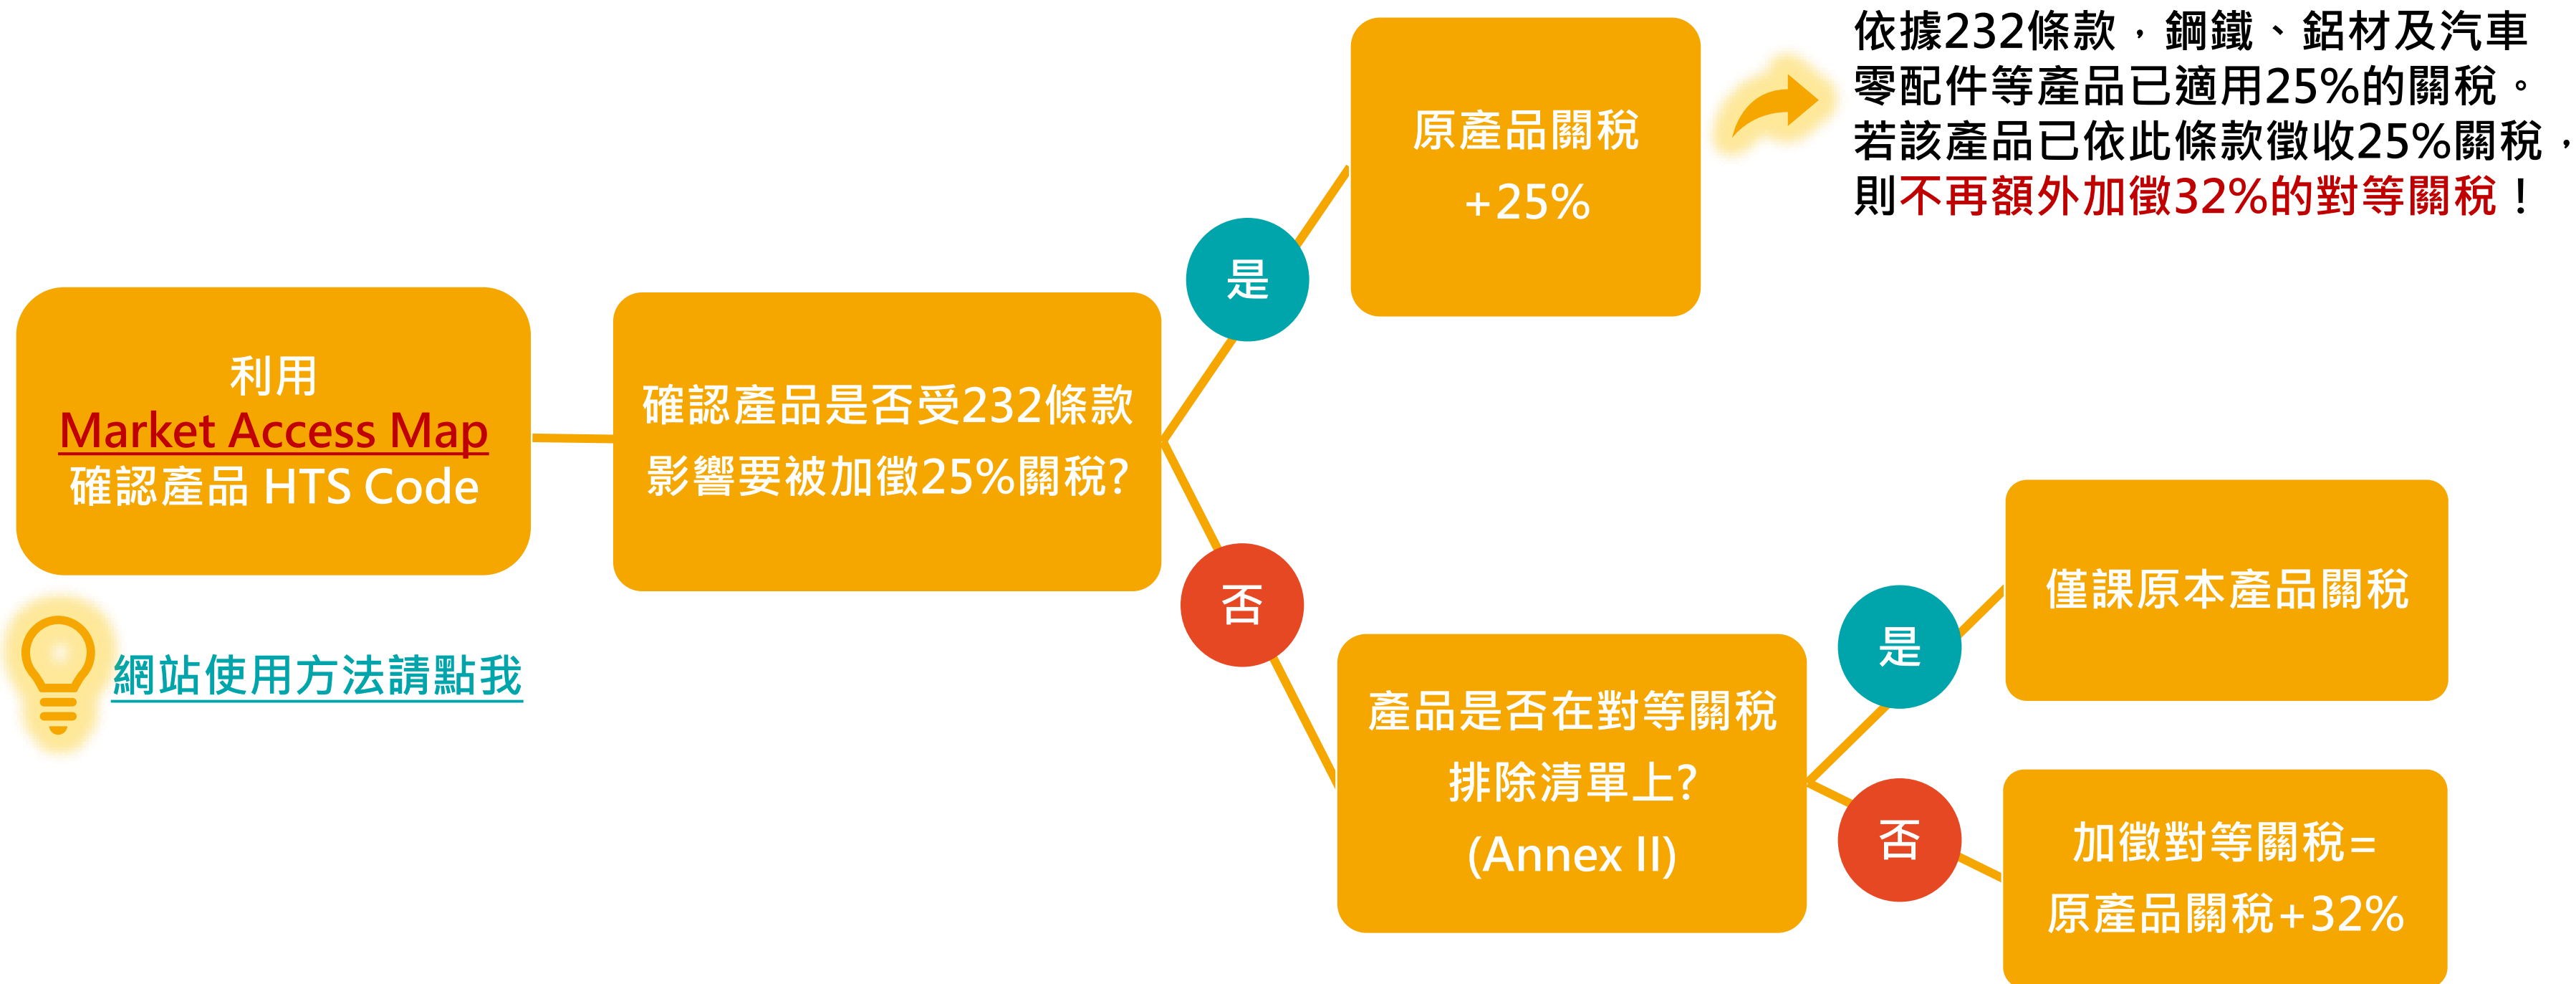 利用
Market Access Map
確認產品 HTS Code
網站使用方法請點我
確認產品是否受232條款
影響要被加徵25%關稅?
是
原產品關稅
+25%
依據232條款，鋼鐵、鋁材及汽車
零配件等產品已適用25%的關稅。
若該產品已依此條款徵收25%關稅，
則不再額外加徵32%的對等關稅！
否
產品是否在對等關稅
排除清單上?
(Annex II)
是
僅課原本產品關稅
否
加徵對等關稅=
原產品關稅+32%